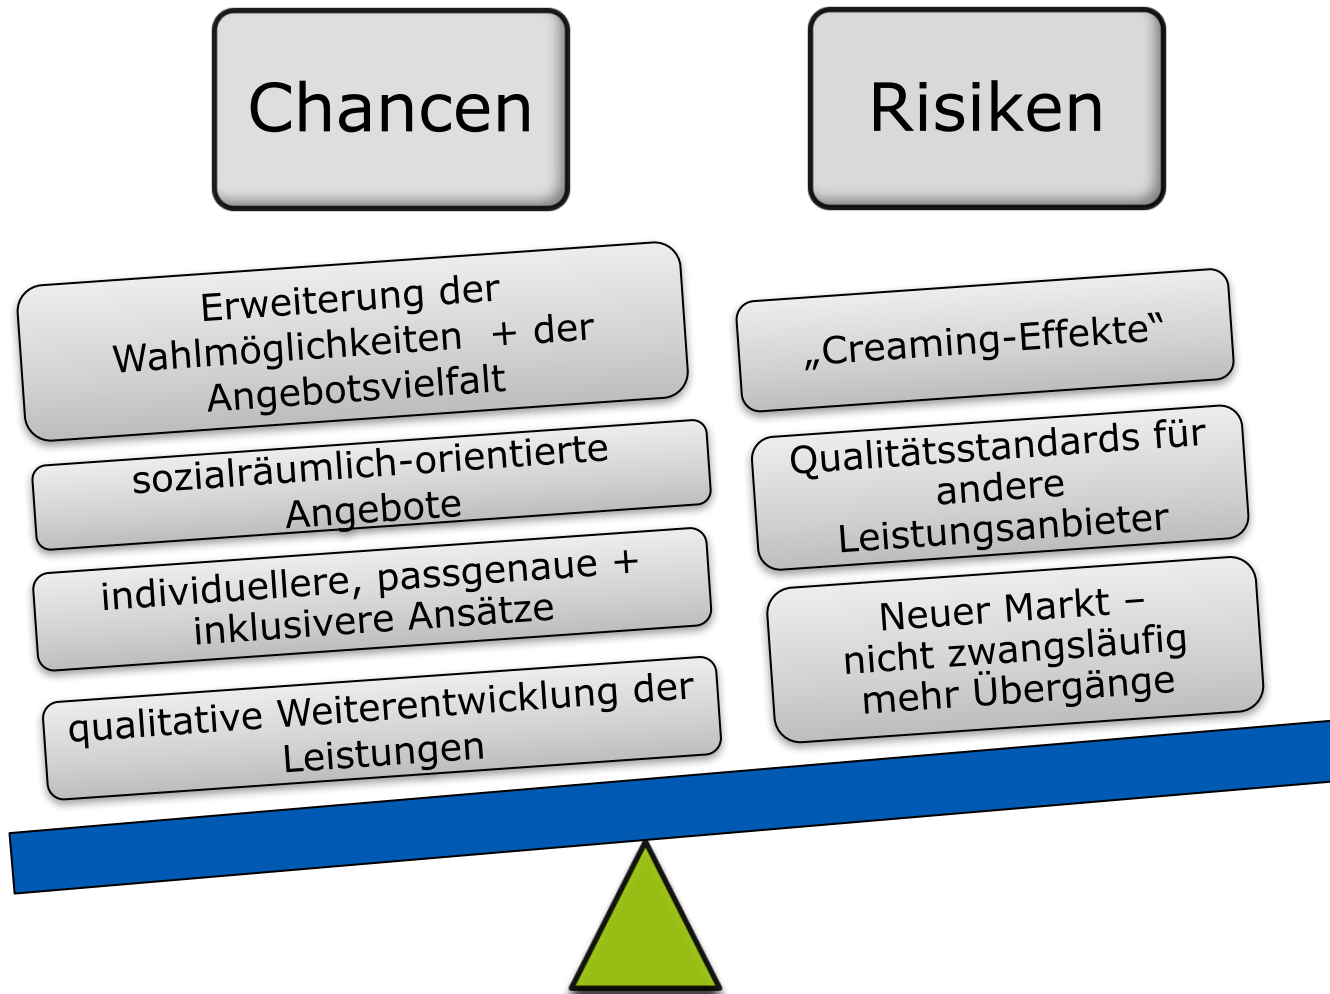 Chancen
Risiken
Erweiterung der
Wahlmöglichkeiten + der
Angebotsvielfalt
sozialräumlich-orientierte
Angebote
individuellere, passgenaue +
inklusivere Ansätze
qualitative Weiterentwicklung der
Leistungen
„Creaming-Effekte“
Qualitätsstandards für
andere
Leistungsanbieter
Neuer Markt –
nicht zwangsläufig
mehr Übergänge